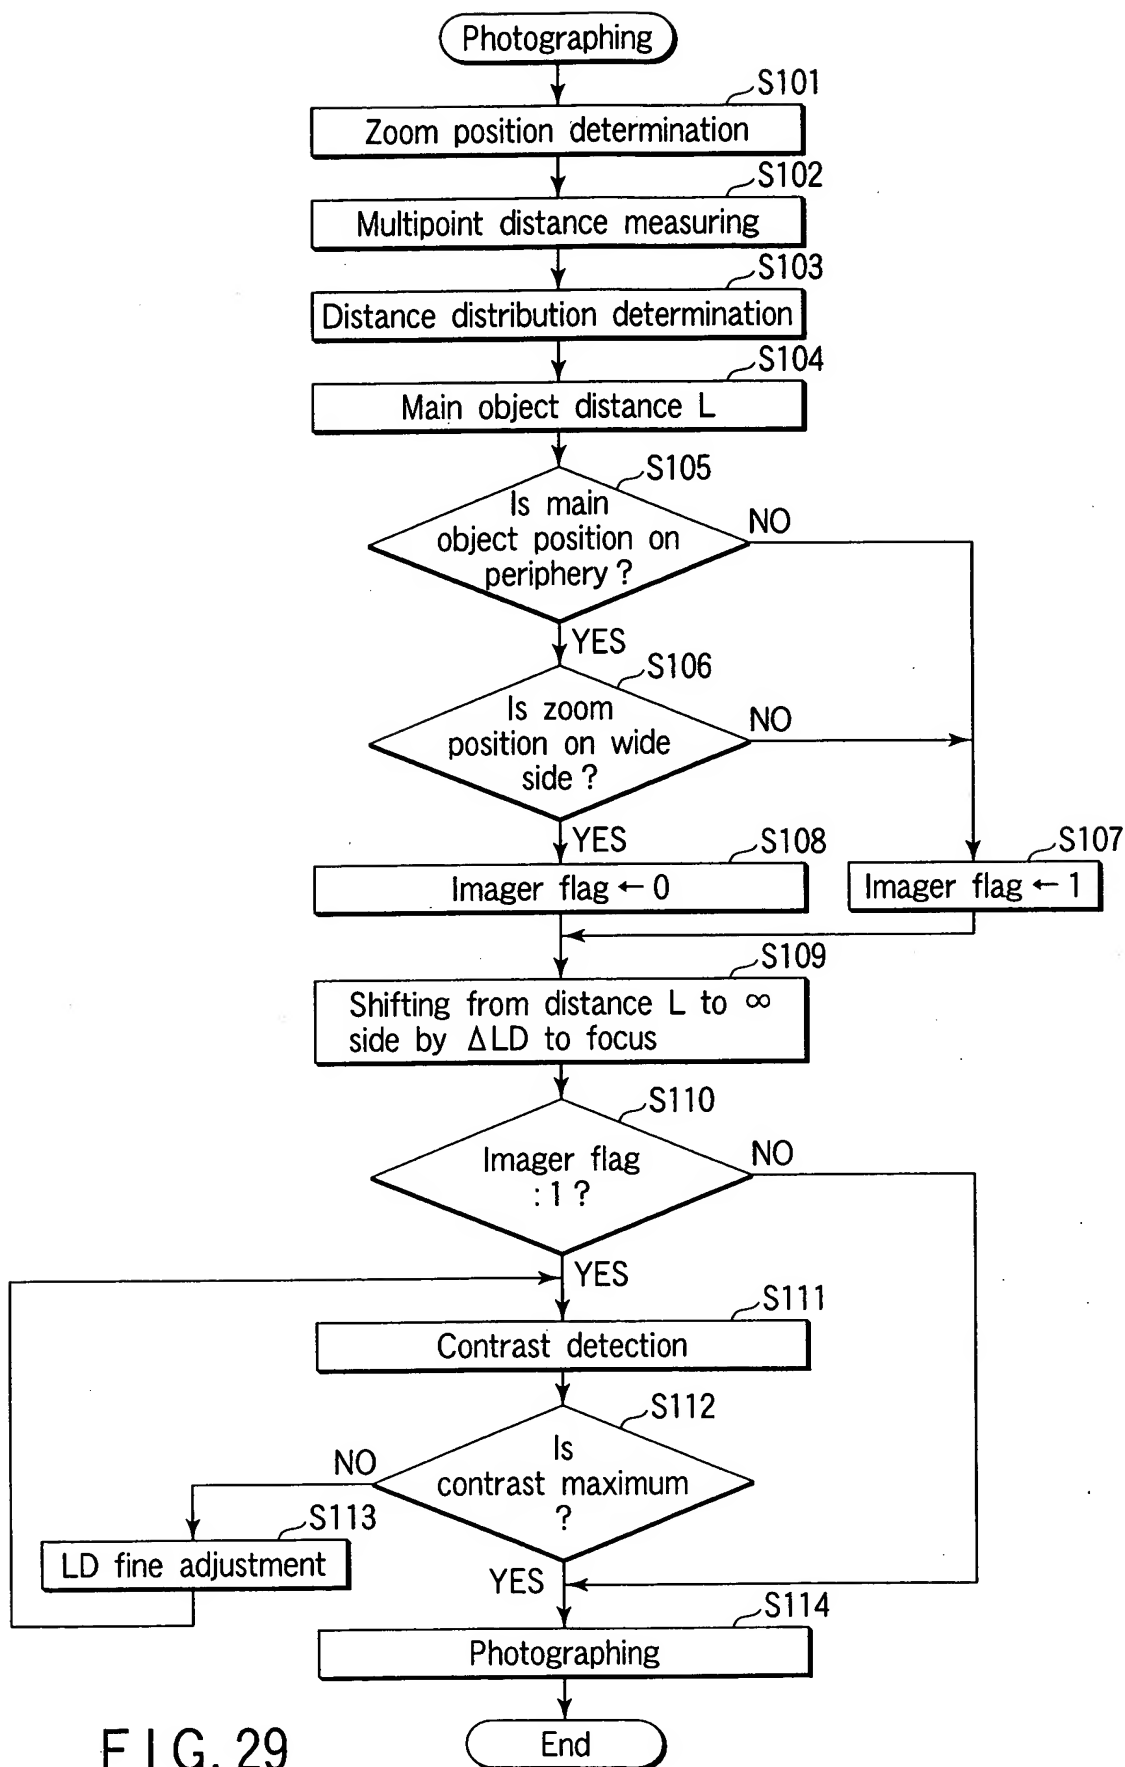 Photographing
S101
Zoom position determination
S102
Multipoint distance measuring
S103
Distance distribution determination
S104
Main object distance L
S105
Is main
object position on
periphery ?
NO
YES
S106
Is zoom
position on wide
side ?
NO
YES
S108
Imager flag ← 0
S107
Imager flag ← 1
S109
Shifting from distance L to ∞
side by ΔLD to focus
S110
Imager flag
: 1 ?
NO
YES
S111
Contrast detection
S112
Is
contrast maximum
?
NO
S113
LD fine adjustment
YES
S114
Photographing
End
FIG. 29